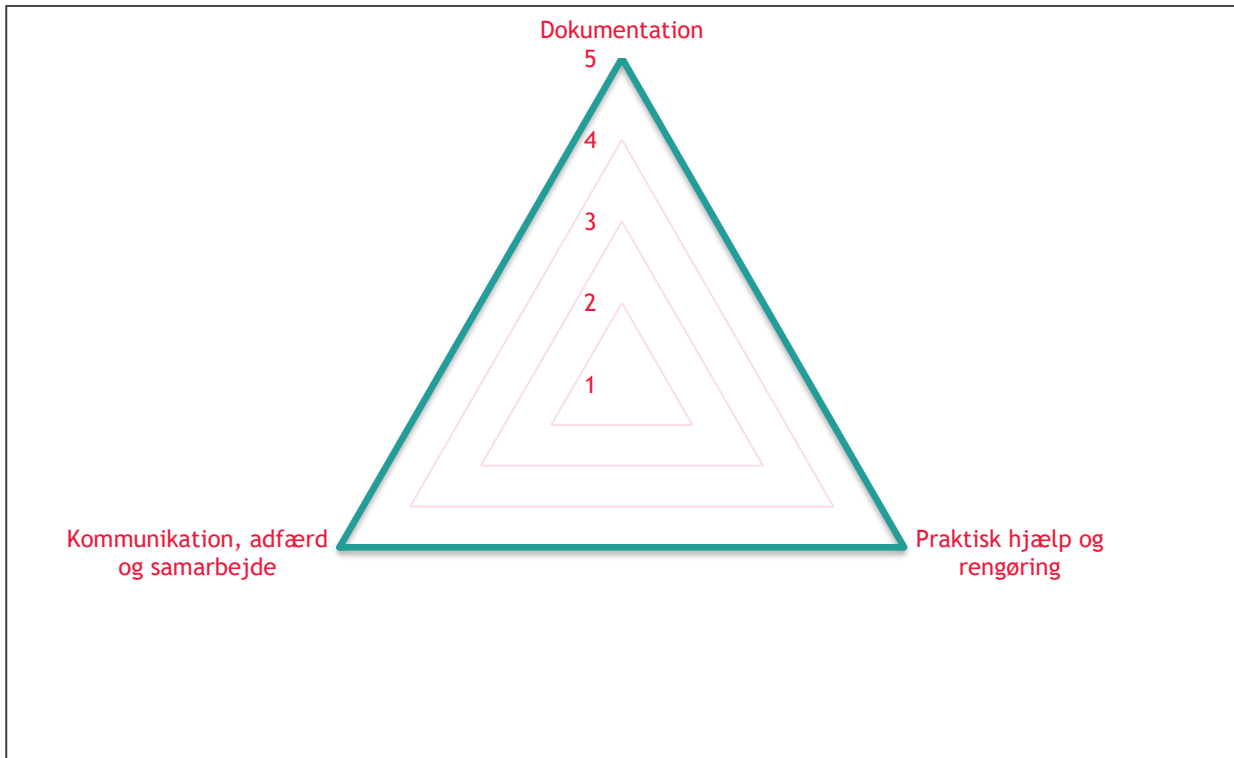 Dokumentation
5
4
3
2
1
Kommunikation, adfærd
og samarbejde
Praktisk hjælp og
rengøring